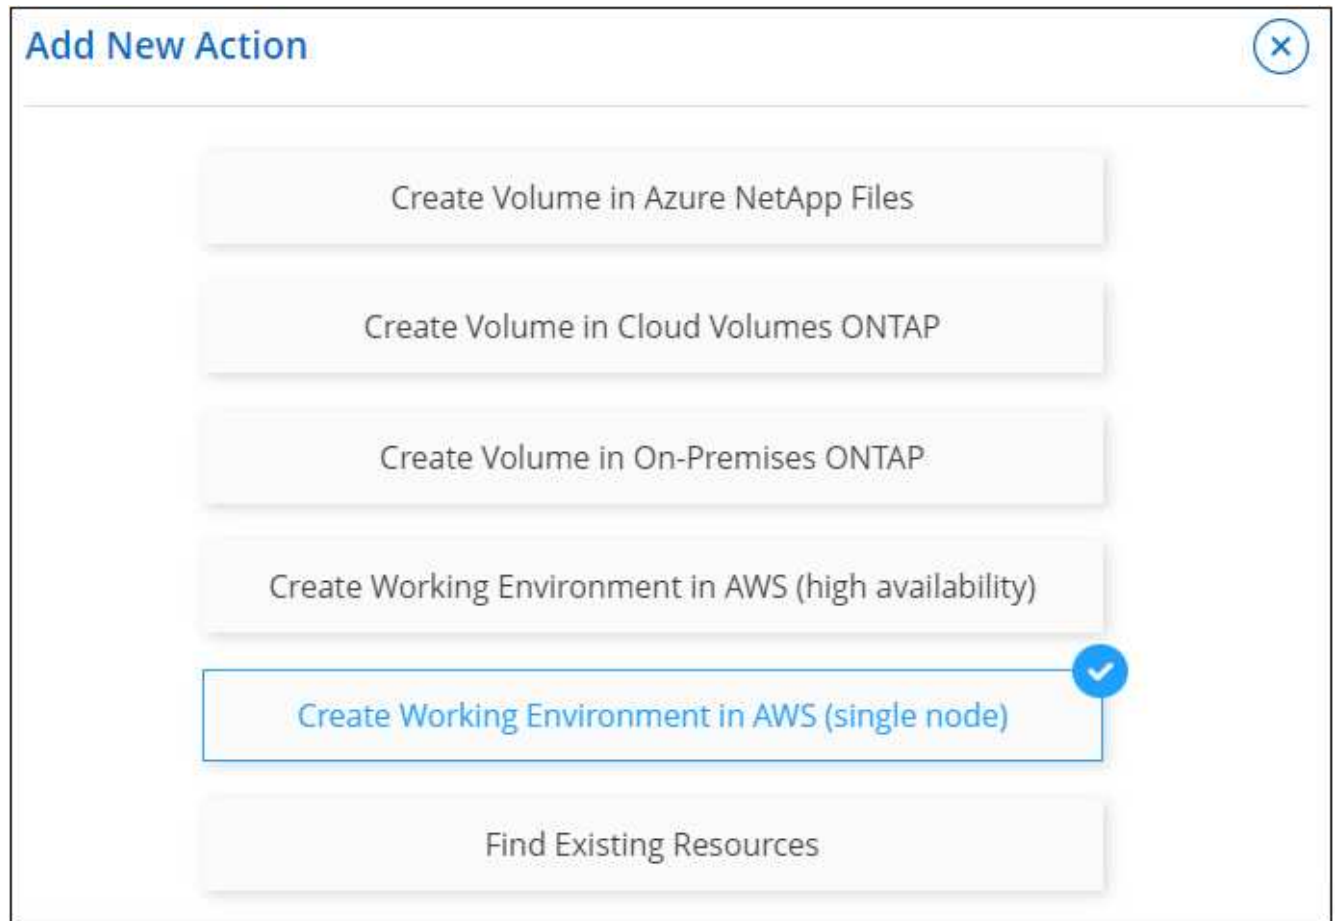 Add New Action
Create Volume in Azure NetApp Files
Create Volume in Cloud Volumes ONTAP
Create Volume in On-Premises ONTAP
Create Working Environment in AWS (high availability)
Create Working Environment in AWS (single node)
Find Existing Resources